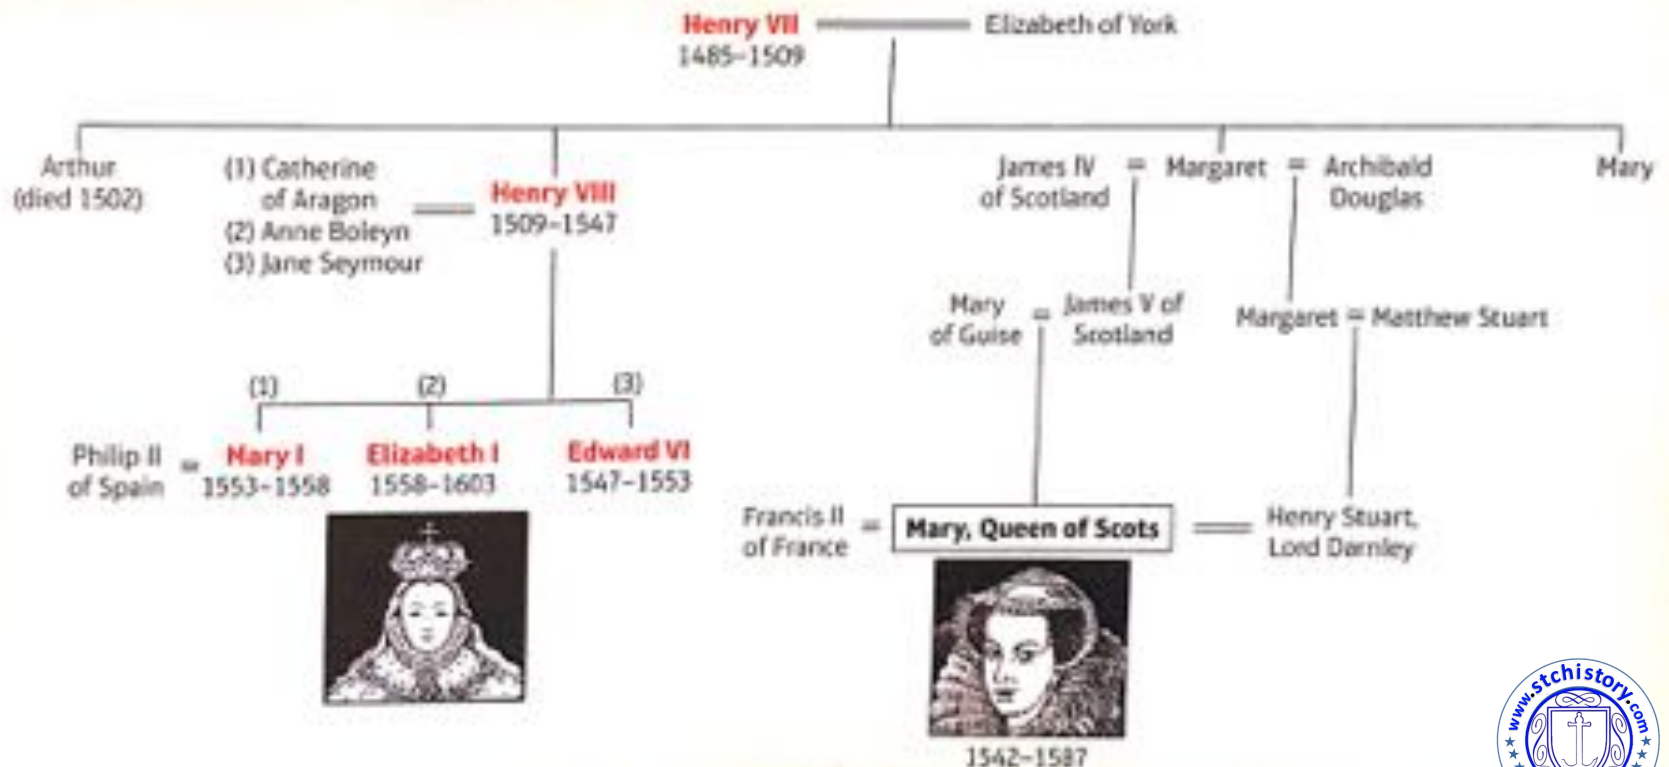 Henry VII
1485–1509
Elizabeth of York
Arthur
(died 1502)
(1) Catherine
of Aragon
(2) Anne Boleyn
(3) Jane Seymour
=
Henry VIII
1509–1547
James IV
of Scotland
=
Margaret
=
Archibald
Douglas
Mary
Mary
of Guise
=
James V of
Scotland
Margaret = Matthew Stuart
(1)
(2)
(3)
Philip II
of Spain
=
Mary I
1553–1558
Elizabeth I
1558–1603
Edward VI
1547–1553
Francis II
of France
=
Mary, Queen of Scots
Henry Stuart,
Lord Darnley
1542–1587
www.stchistory.com